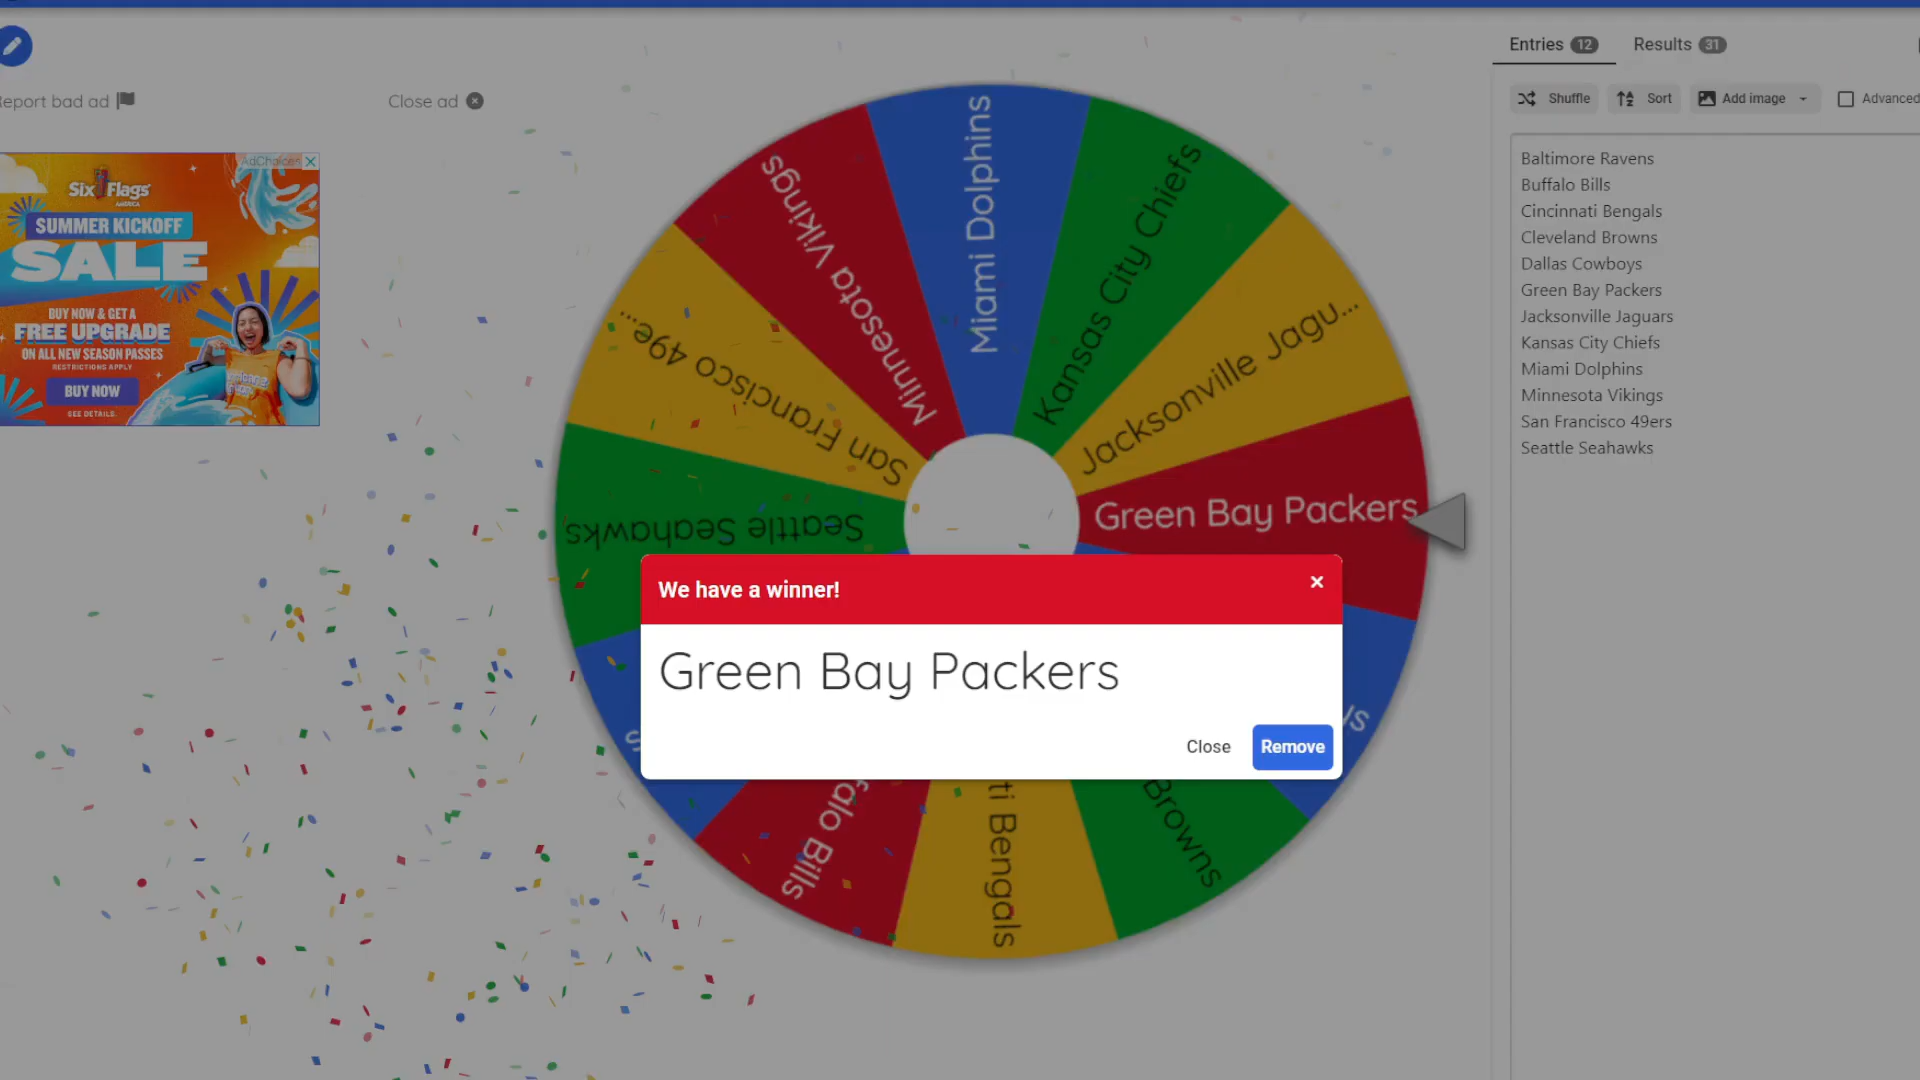 Entries 12
Results 31
Report bad ad
Close ad
Shuffle
Sort
Add image
Advanced
AdChoices
Six Flags
AMERICA
SUMMER KICKOFF
SALE
BUY NOW & GET A
FREE UPGRADE
ON ALL NEW SEASON PASSES
RESTRICTIONS APPLY
BUY NOW
SEE DETAILS.
Miami Dolphins
Kansas City Chiefs
Jacksonville Jagu...
Green Bay Packers
Minnesota Vikings
San Francisco 49e...
Seattle Seahawks
We have a winner!
Green Bay Packers
Close
Remove
Bills
Bengals
Browns
Baltimore Ravens
Buffalo Bills
Cincinnati Bengals
Cleveland Browns
Dallas Cowboys
Green Bay Packers
Jacksonville Jaguars
Kansas City Chiefs
Miami Dolphins
Minnesota Vikings
San Francisco 49ers
Seattle Seahawks